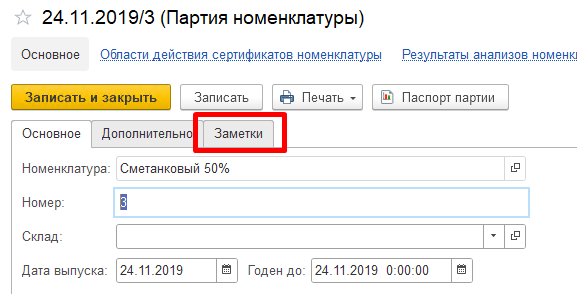 24.11.2019/3 (Партия номенклатуры)
Основное Области действия сертификатов номенклатуры Результаты анализов
Записать и закрыть Записать Печать Паспорт партии
Основное Дополнительно Заметки
Номенклатура: Сметанковый 50%
Номер: 3
Склад:
Дата выпуска: 24.11.2019 Годен до: 24.11.2019 0:00:00